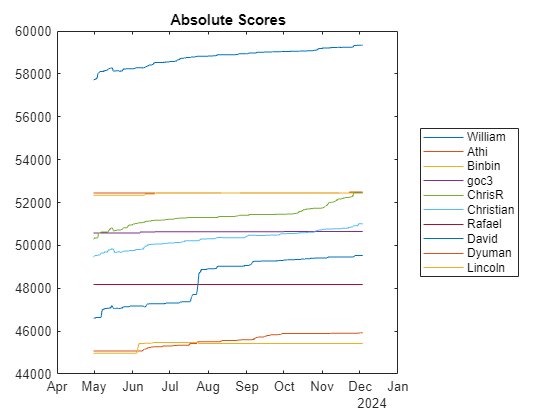 Absolute Scores
60000
58000
56000
54000
52000
50000
48000
46000
44000
Apr May Jun Jul Aug Sep Oct Nov Dec Jan
2024
William
Athi
Binbin
goc3
ChrisR
Christian
Rafael
David
Dyuman
Lincoln